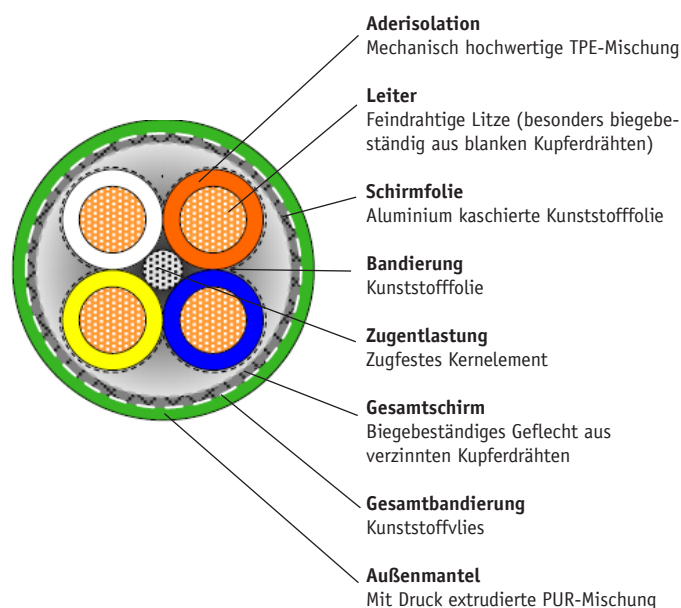 Aderisolation
Mechanisch hochwertige TPE-Mischung
Leiter
Feindrahtige Litze (besonders biegebe-
ständig aus blanken Kupferdrähten)
Schirmfolie
Aluminium kaschierte Kunststofffolie
Bandierung
Kunststofffolie
Zugentlastung
Zugfestes Kernelement
Gesamtschirm
Biegebeständiges Geflecht aus
verzinnten Kupferdrähten
Gesamtbandierung
Kunststoffvlies
Außenmantel
Mit Druck extrudierte PUR-Mischung